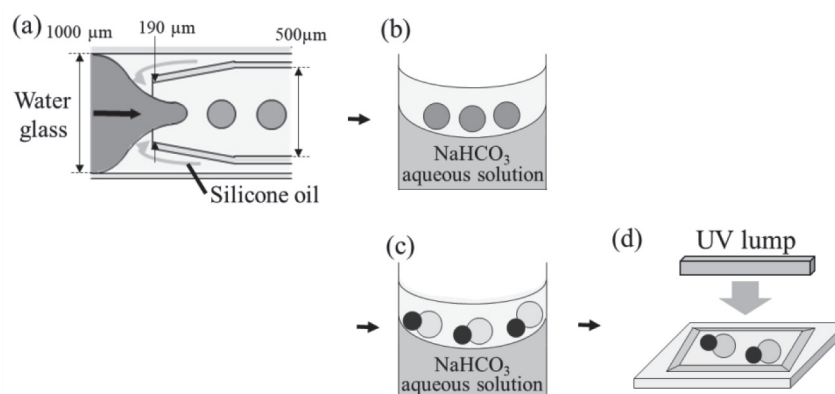 (a)
1000 μm
190 μm
500μm
Water
glass
Silicone oil
(b)
NaHCO3
aqueous solution
(c)
NaHCO3
aqueous solution
(d)
UV lump